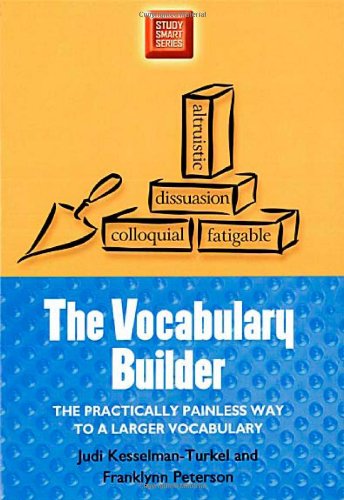 STUDY
SMART
SERIES
altruistic
dissuasion
colloquial
fatigable
The Vocabulary
Builder
THE PRACTICALLY PAINLESS WAY
TO A LARGER VOCABULARY
Judi Kesselman-Turkel and
Franklynn Peterson